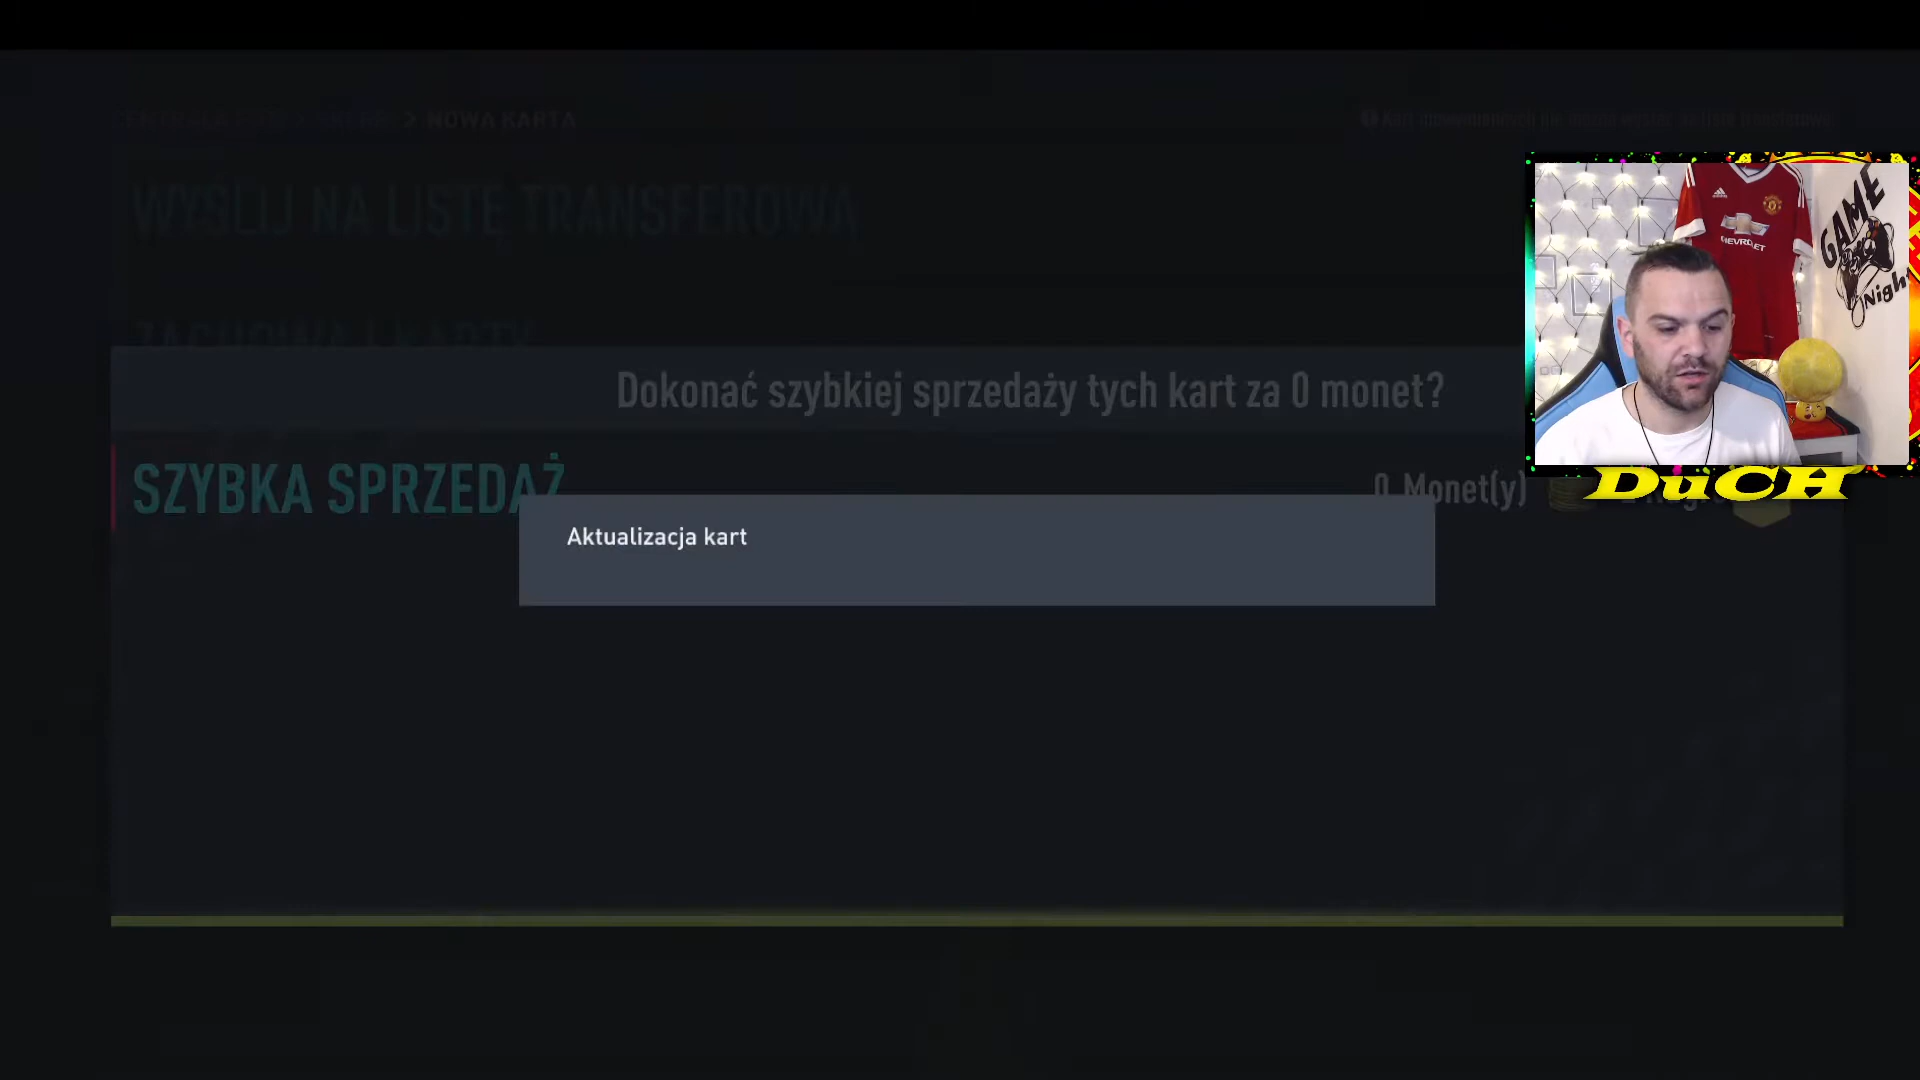 > NOWA KARTA
WYŚLIJ NA LISTĘ TRANSFEROWĄ
Dokonać szybkiej sprzedaży tych kart za 0 monet?
SZYBKA SPRZEDAŻ
0 Monet(y)
Aktualizacja kart
CHEVROLET
GAME
Night
DuCH